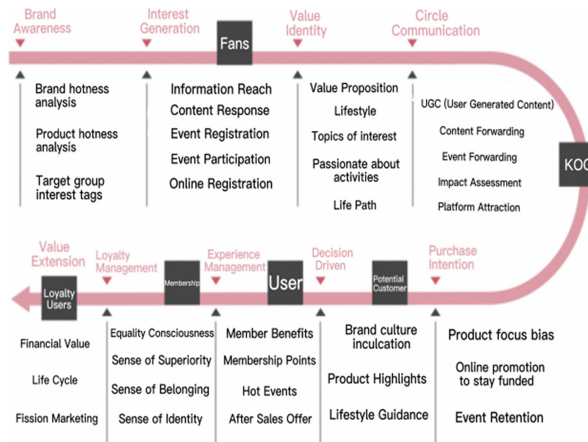 Brand
Awareness
Interest
Generation
Fans
Value
Identity
Circle
Communication
Brand hotness
analysis
Product hotness
analysis
Target group
interest tags
Information Reach
Content Response
Event Registration
Event Participation
Online Registration
Value Proposition
Lifestyle
Topics of interest
Passionate about
activities
Life Path
UGC (User Generated Content)
Content Forwarding
Event Forwarding
Impact Assessment
Platform Attraction
KOC
Value
Extension
Loyalty
Users
Loyalty
Management
Membership
Experience
Management
User
Decision
Driven
Potential
Customer
Purchase
Intention
Financial Value
Life Cycle
Fission Marketing
Equality Consciousness
Sense of Superiority
Sense of Belonging
Sense of Identity
Member Benefits
Membership Points
Hot Events
After Sales Offer
Brand culture
inculcation
Product Highlights
Lifestyle Guidance
Product focus bias
Online promotion
to stay funded
Event Retention